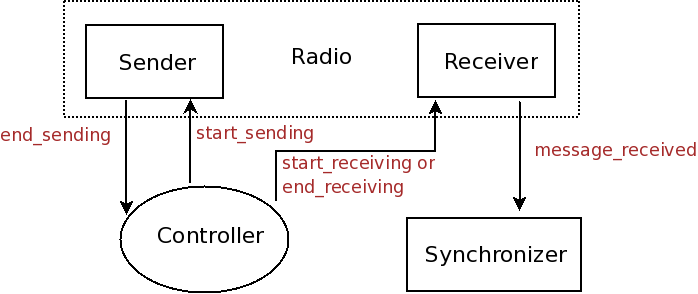 Sender
Radio
Receiver
end_sending
start_sending
start_receiving or
end_receiving
message_received
Controller
Synchronizer